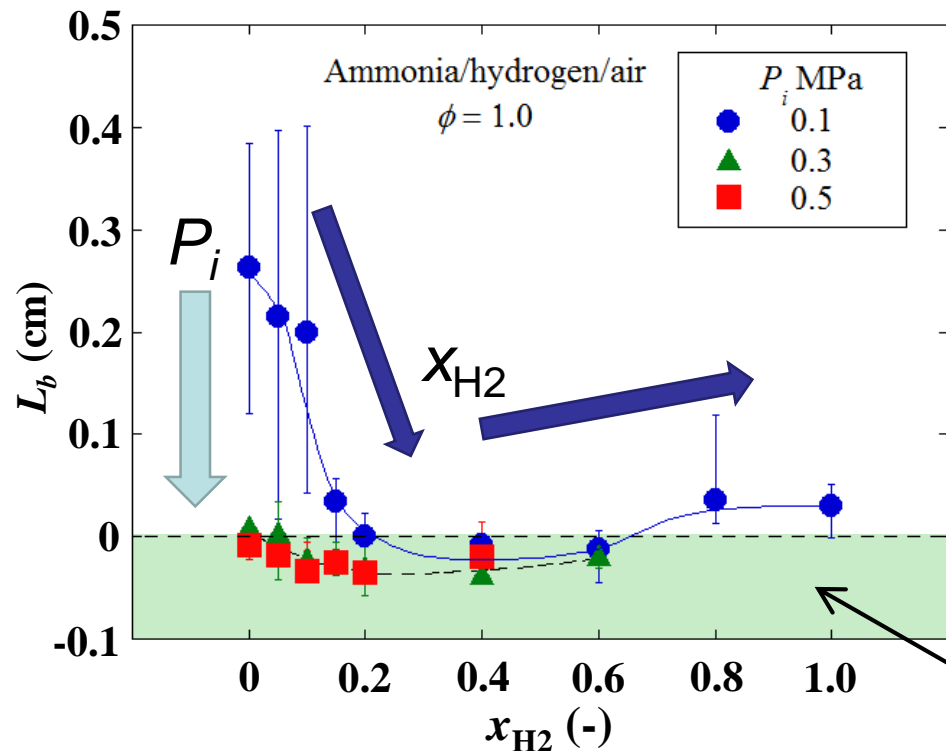 0.5
0.4
0.3
0.2
0.1
0
-0.1
L_b (cm)
Ammonia/hydrogen/air
ϕ = 1.0
P_i MPa
0.1
0.3
0.5
P_i
x_H2
0 0.2 0.4 0.6 0.8 1.0
x_H2 (-)